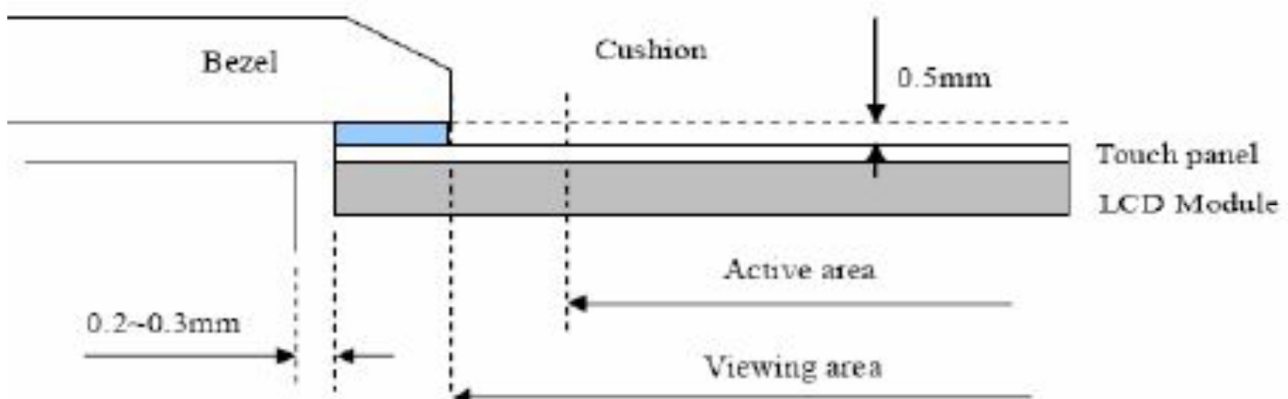 Bezel
Cushion
0.5mm
Touch panel
LCD Module
Active area
0.2~0.3mm
Viewing area